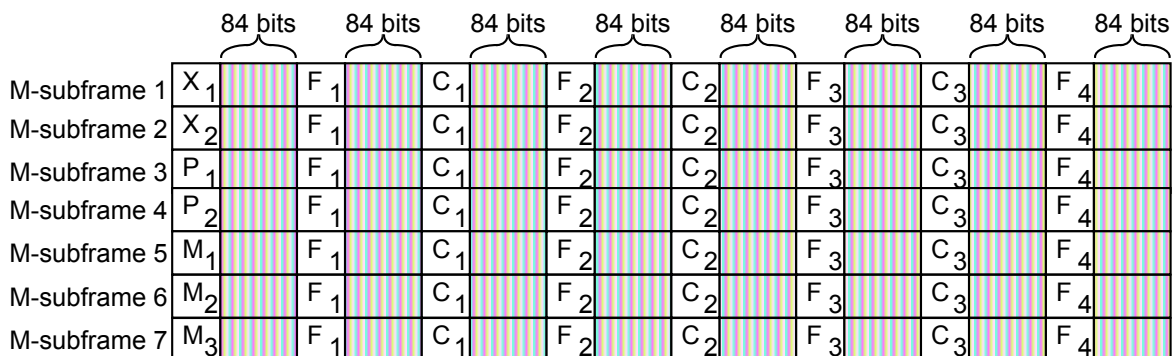 84 bits 84 bits 84 bits 84 bits 84 bits 84 bits 84 bits 84 bits
M-subframe 1 X1 F1 C1 F2 C2 F3 C3 F4
M-subframe 2 X2 F1 C1 F2 C2 F3 C3 F4
M-subframe 3 P1 F1 C1 F2 C2 F3 C3 F4
M-subframe 4 P2 F1 C1 F2 C2 F3 C3 F4
M-subframe 5 M1 F1 C1 F2 C2 F3 C3 F4
M-subframe 6 M2 F1 C1 F2 C2 F3 C3 F4
M-subframe 7 M3 F1 C1 F2 C2 F3 C3 F4